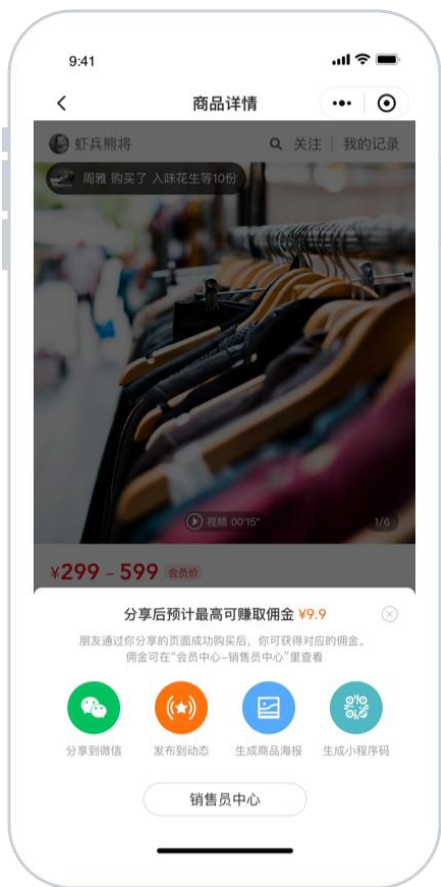 9:41
商品详情
虾兵熊将
关注 | 我的记录
周雅 购买了 入味花生等10份
视频 00'15"
1/6
¥299 – 599 会员价
分享后预计最高可赚取佣金 ¥9.9
朋友通过你分享的页面成功购买后，你可获得对应的佣金。
佣金可在“会员中心–销售员中心”里查看
分享到微信
发布到动态
生成商品海报
生成小程序码
销售员中心